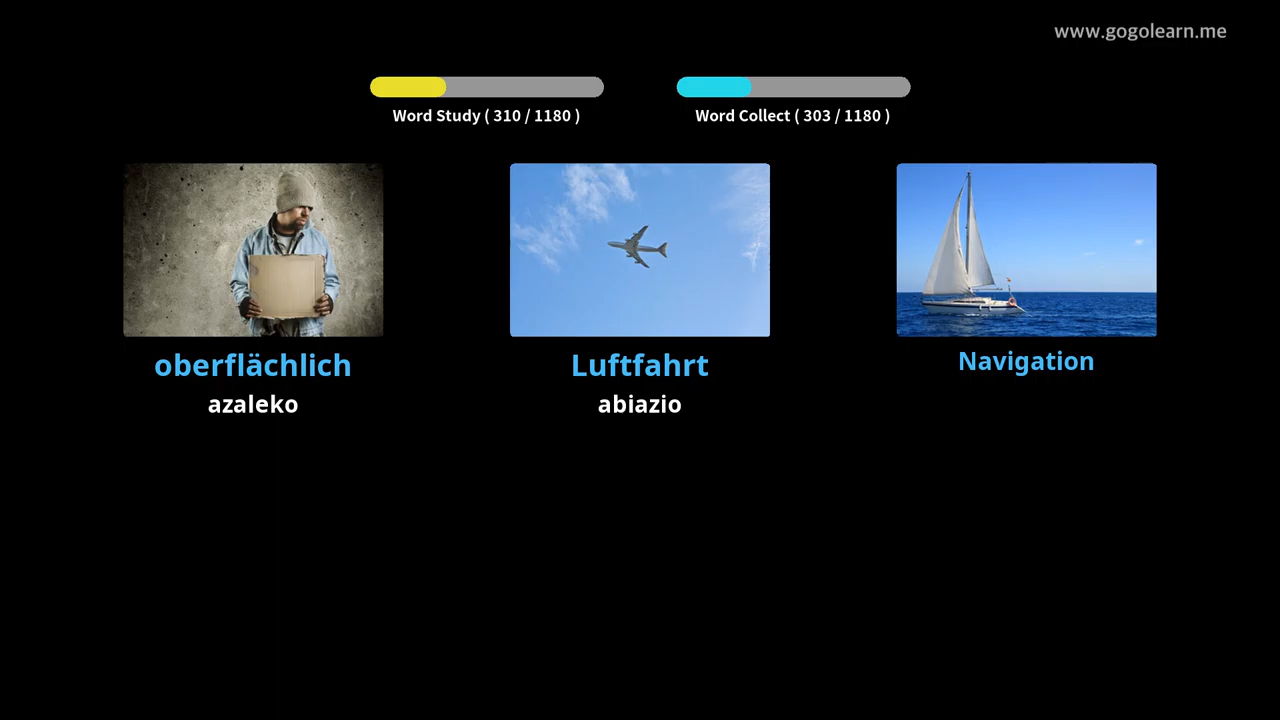 www.gogolearn.me
Word Study ( 310 / 1180 )
Word Collect ( 303 / 1180 )
oberflächlich
azaleko
Luftfahrt
abiazio
Navigation